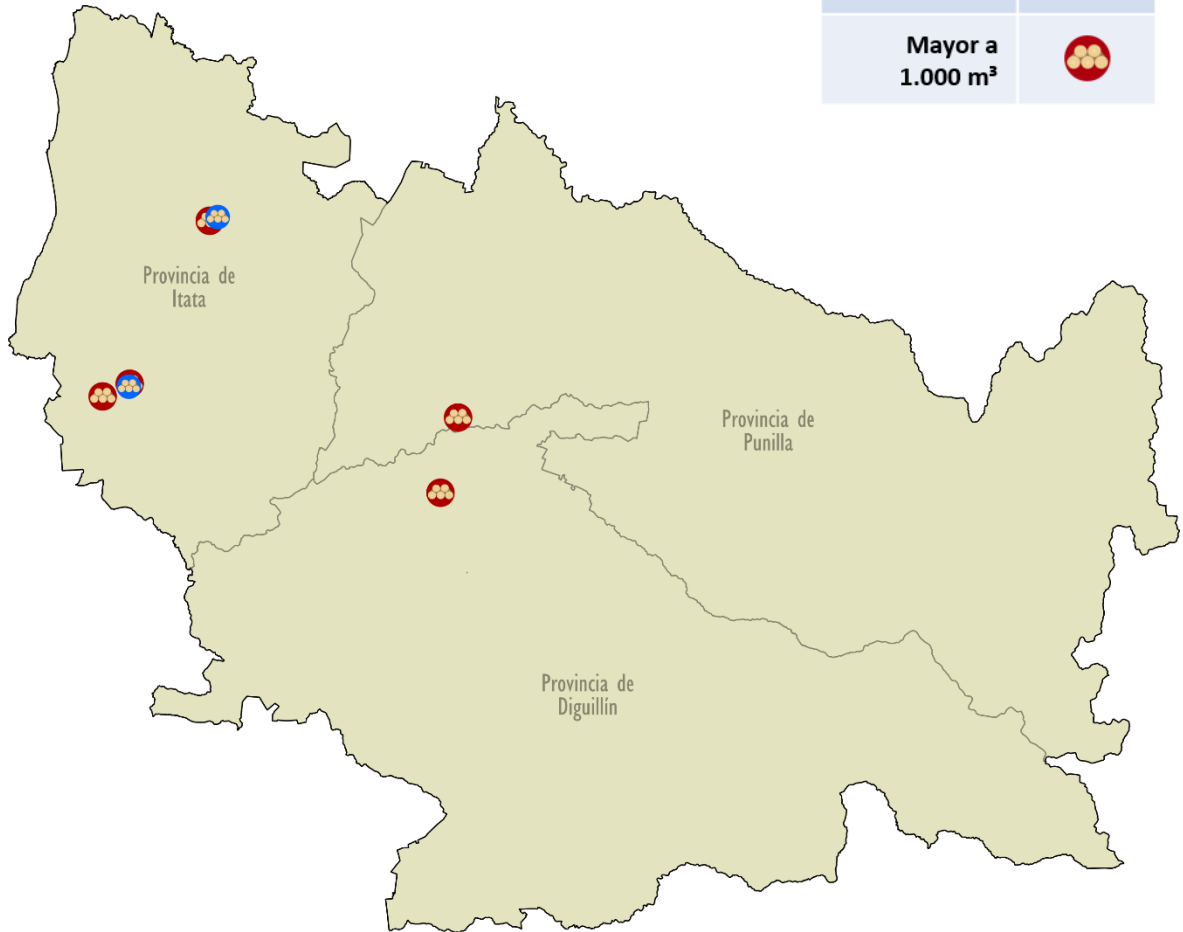 Mayor a
1.000 m³
Provincia de
Itata
Provincia de
Punilla
Provincia de
Diguillín